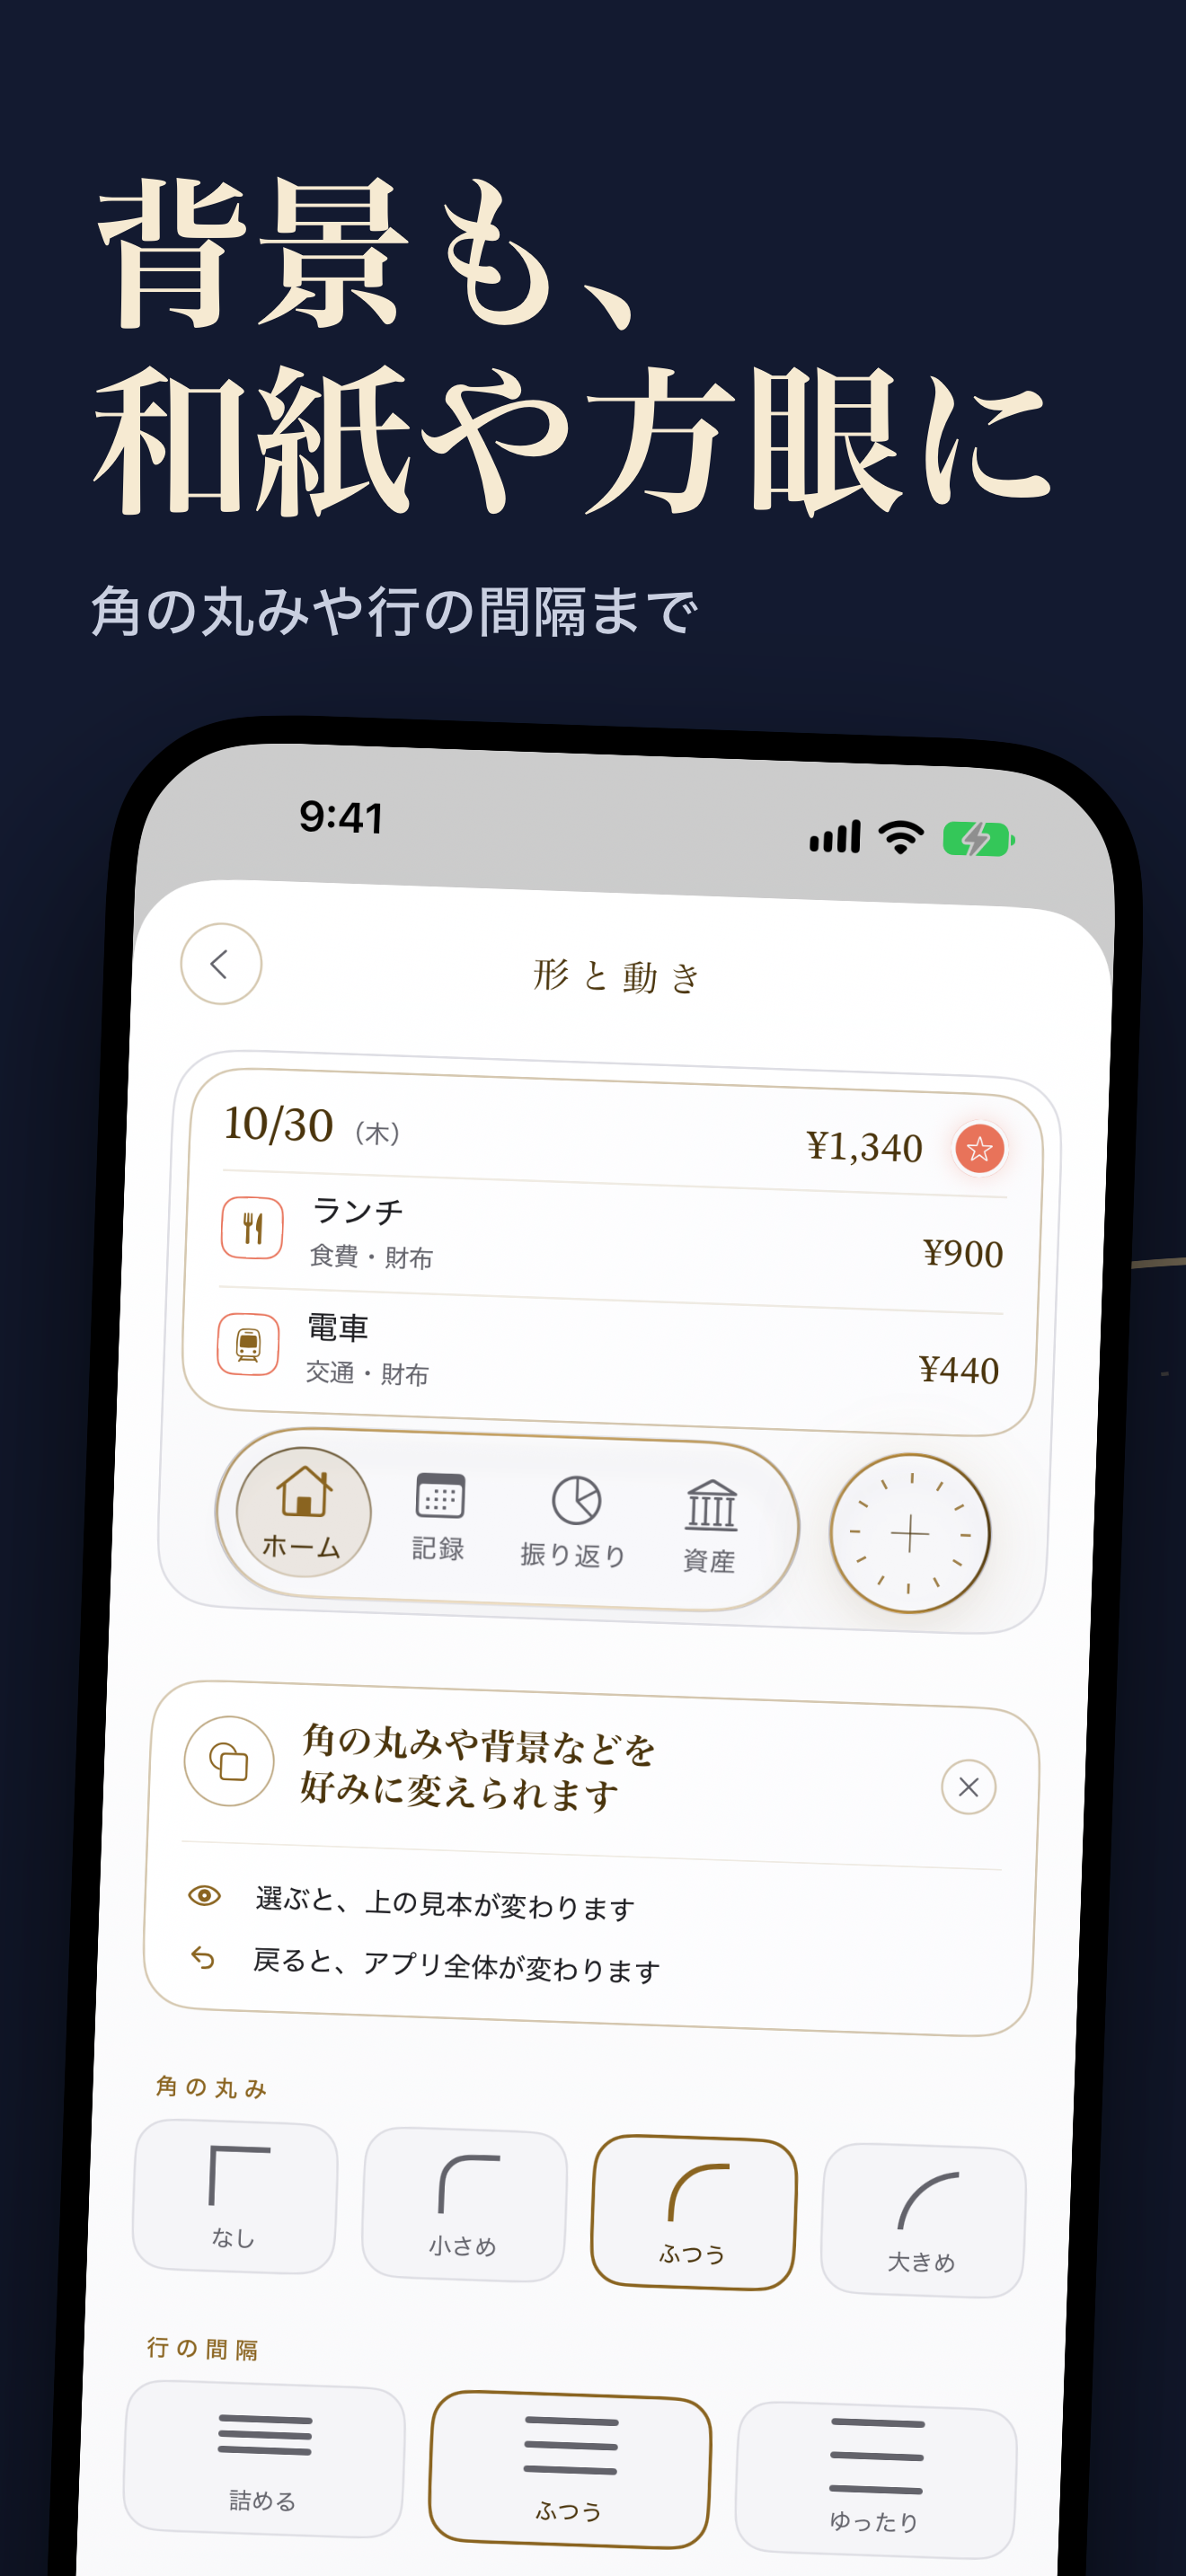 背景も、
和紙や方眼に
角の丸みや行の間隔まで
9:41
形と動き
10/30 (木) ¥1,340
ランチ
食費・財布
¥900
電車
交通・財布
¥440
ホーム 記録 振り返り 資産
角の丸みや背景などを
好みに変えられます
選ぶと、上の見本が変わります
戻ると、アプリ全体が変わります
角の丸み
なし 小さめ ふつう 大きめ
行の間隔
詰める ふつう ゆったり